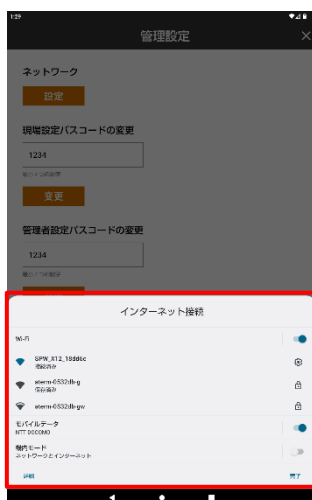 1:29
管理設定
ネットワーク
設定
現場設定パスコードの変更
1234
変更
管理者設定パスコードの変更
1234
インターネット接続
Wi-Fi
SPW_X12_18dd6c
接続済み
aterm-0532db-g
保存済み
aterm-0532db-gw
モバイルデータ
NTT DOCOMO
機内モード
ネットワークとインターネット
詳細
完了